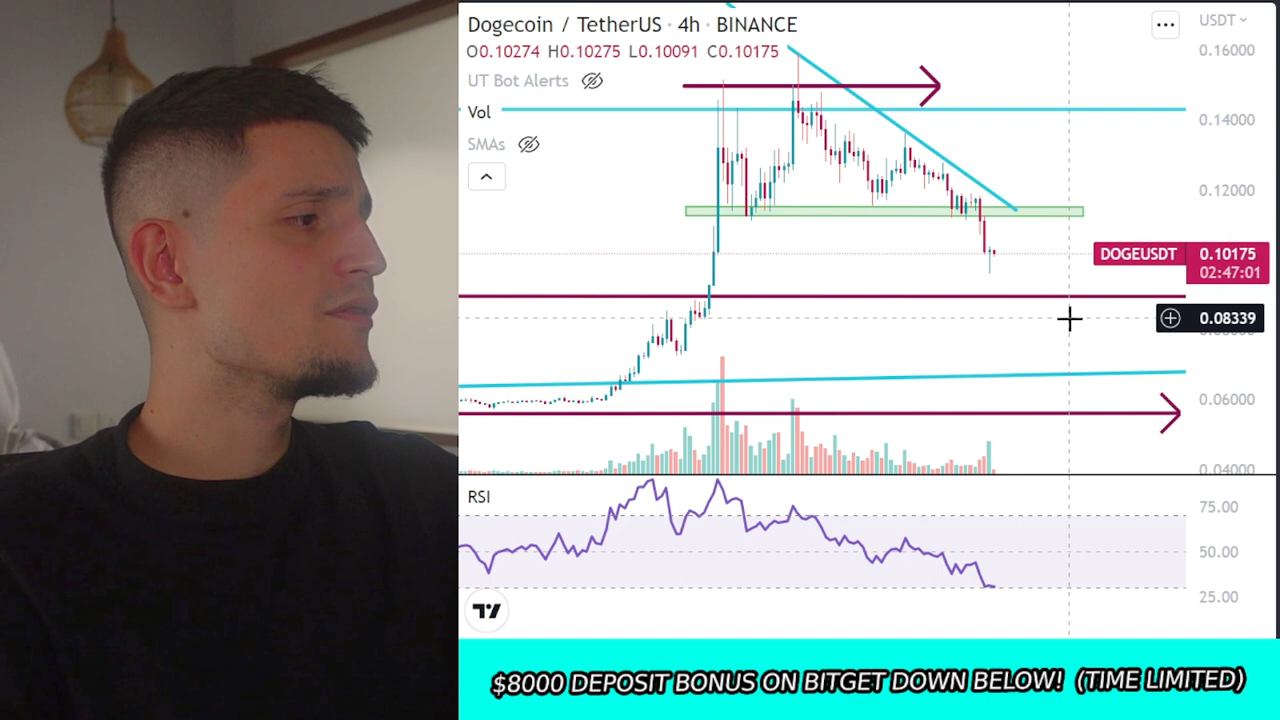 Dogecoin / TetherUS · 4h · BINANCE
O0.10274 H0.10275 L0.10091 C0.10175
UT Bot Alerts
Vol
SMAs
USDT
0.16000
0.14000
0.12000
DOGEUSDT 0.10175
02:47:01
0.08339
0.06000
0.04000
RSI
75.00
50.00
25.00
$8000 DEPOSIT BONUS ON BITGET DOWN BELOW! (TIME LIMITED)